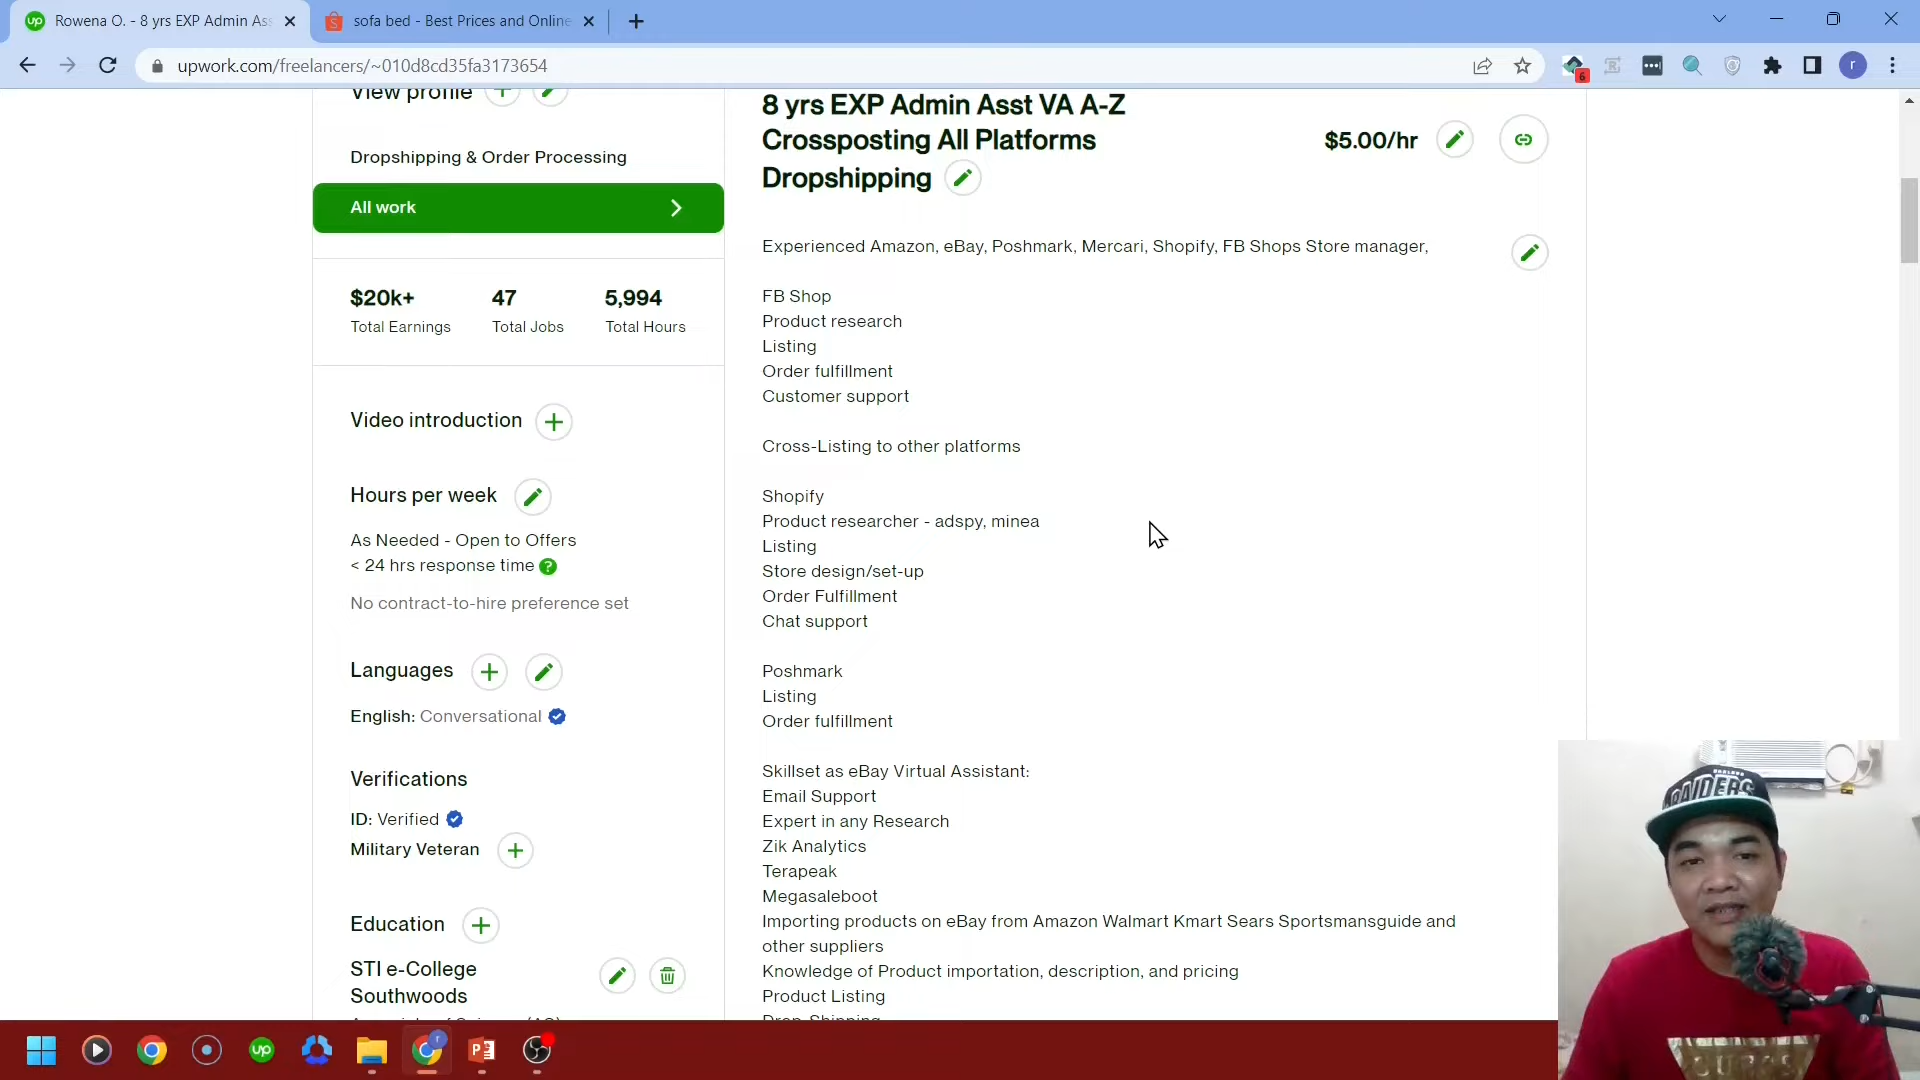 Rowena O. - 8 yrs EXP Admin Ass
sofa bed - Best Prices and Online
upwork.com/freelancers/~010d8cd35fa3173654
6
r
View profile
Dropshipping & Order Processing
All work
$20k+
47
5,994
Total Earnings
Total Jobs
Total Hours
Video introduction
Hours per week
As Needed - Open to Offers
< 24 hrs response time
No contract-to-hire preference set
Languages
English: Conversational
Verifications
ID: Verified
Military Veteran
Education
STI e-College
Southwoods
8 yrs EXP Admin Asst VA A-Z
Crossposting All Platforms
Dropshipping
$5.00/hr
Experienced Amazon, eBay, Poshmark, Mercari, Shopify, FB Shops Store manager,
FB Shop
Product research
Listing
Order fulfillment
Customer support
Cross-Listing to other platforms
Shopify
Product researcher - adspy, minea
Listing
Store design/set-up
Order Fulfillment
Chat support
Poshmark
Listing
Order fulfillment
Skillset as eBay Virtual Assistant:
Email Support
Expert in any Research
Zik Analytics
Terapeak
Megasaleboot
Importing products on eBay from Amazon Walmart Kmart Sears Sportsmansguide and
other suppliers
Knowledge of Product importation, description, and pricing
Product Listing
Drop-Shipping
RAIDERS
up